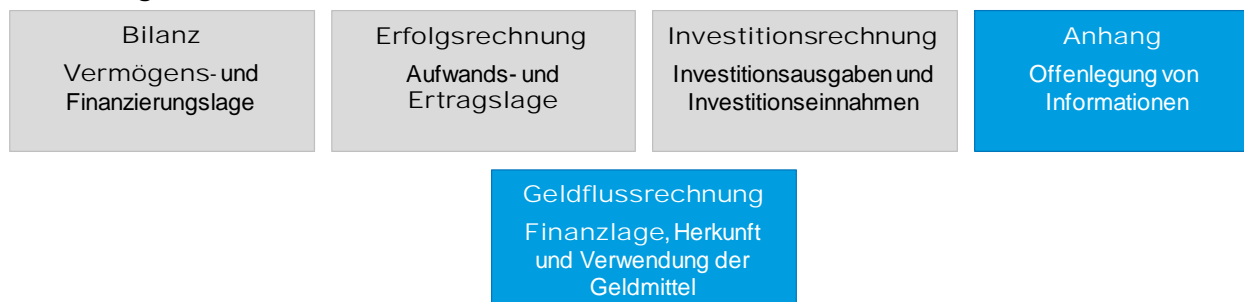 Bilanz
Vermögens- und
Finanzierungslage
Erfolgsrechnung
Aufwands- und
Ertragslage
Investitionsrechnung
Investitionsausgaben und
Investitionseinnahmen
Anhang
Offenlegung von
Informationen
Geldflussrechnung
Finanzlage, Herkunft
und Verwendung der
Geldmittel